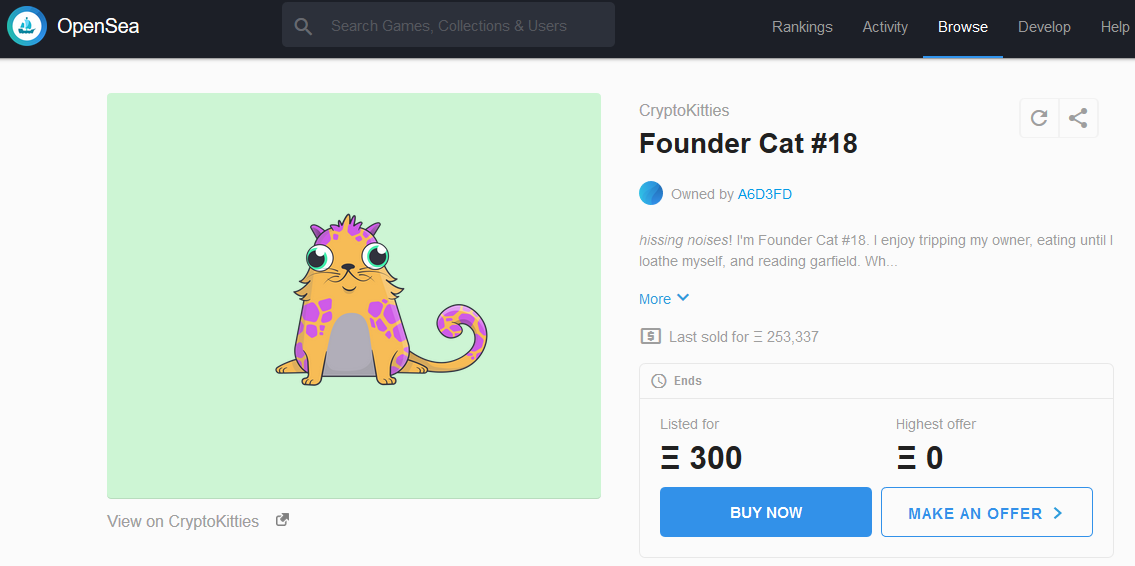 OpenSea
Search Games, Collections & Users
Rankings
Activity
Browse
Develop
Help
CryptoKitties
Founder Cat #18
Owned by A6D3FD
hissing noises! I'm Founder Cat #18. I enjoy tripping my owner, eating until I
loathe myself, and reading garfield. Wh...
More
Last sold for Ξ 253,337
Ends
Listed for
Highest offer
Ξ 300
Ξ 0
BUY NOW
MAKE AN OFFER
View on CryptoKitties